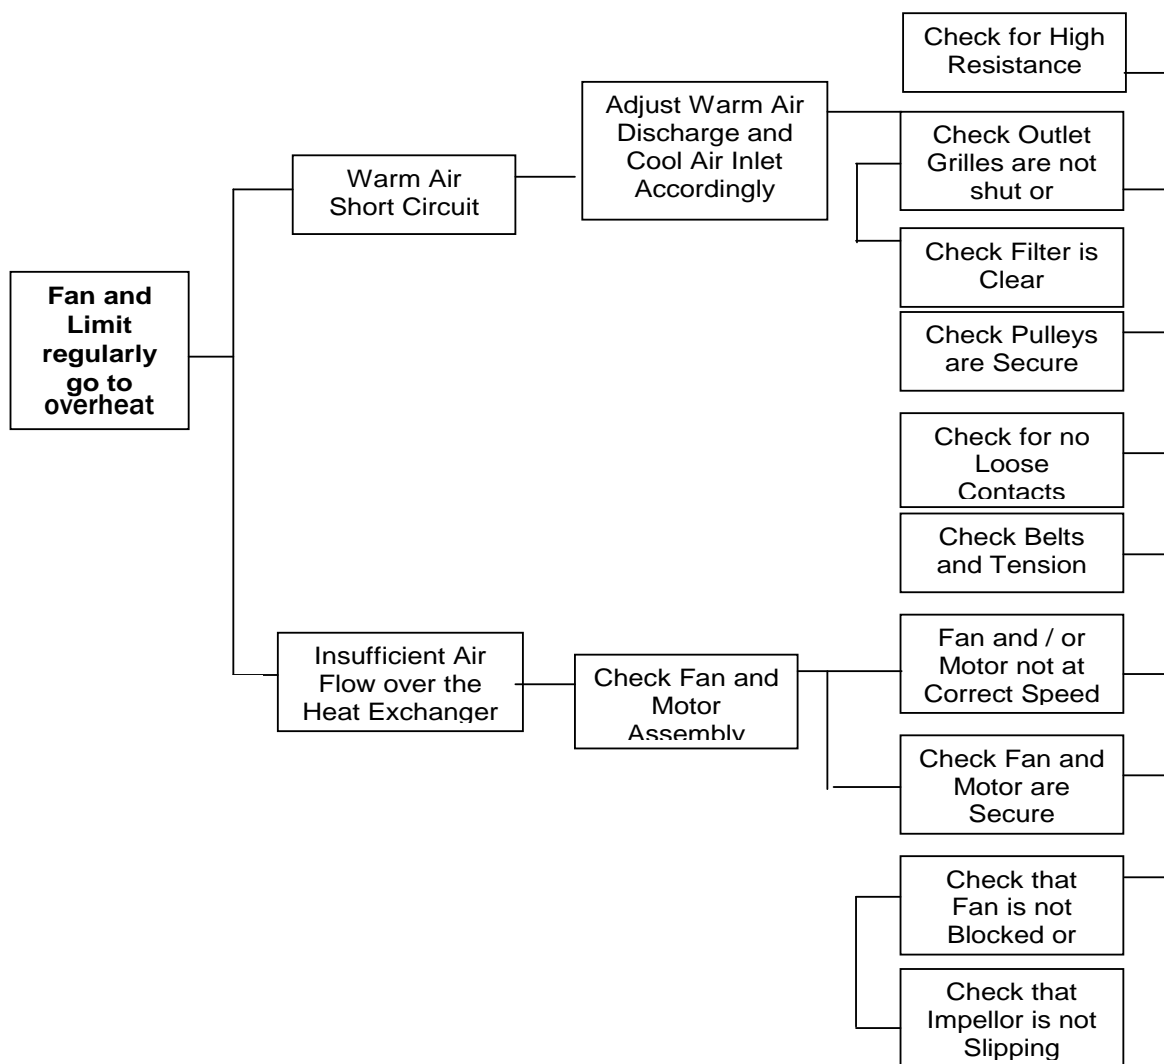 Fan and
Limit
regularly
go to
overheat
Warm Air
Short Circuit
Insufficient Air
Flow over the
Heat Exchanger
Adjust Warm Air
Discharge and
Cool Air Inlet
Accordingly
Check Fan and
Motor
Assembly
Check for High
Resistance
Check Outlet
Grilles are not
shut or
Check Filter is
Clear
Check Pulleys
are Secure
Check for no
Loose
Contacts
Check Belts
and Tension
Fan and / or
Motor not at
Correct Speed
Check Fan and
Motor are
Secure
Check that
Fan is not
Blocked or
Check that
Impellor is not
Slipping